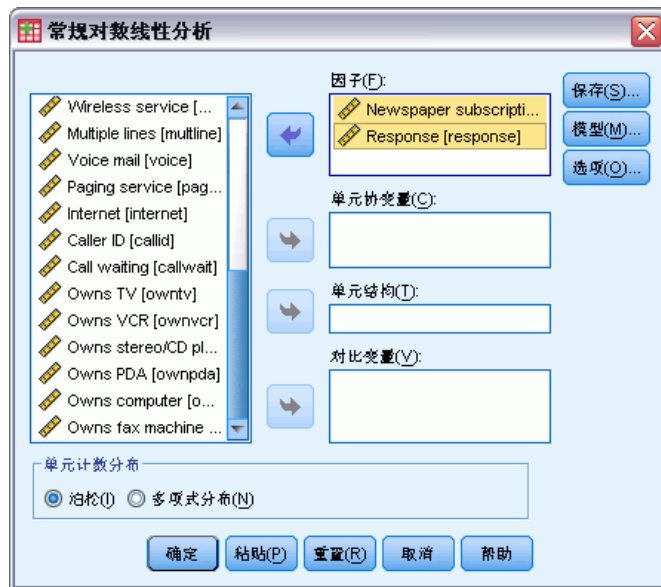 常规对数线性分析
Wireless service [...
Multiple lines [multline]
Voice mail [voice]
Paging service [pag...
Internet [internet]
Caller ID [callid]
Call waiting [callwait]
Owns TV [owntv]
Owns VCR [ownvcr]
Owns stereo/CD pl...
Owns PDA [ownpda]
Owns computer [o...
Owns fax machine ...
因子(F):
Newspaper subscripti...
Response [response]
单元协变量(C):
单元结构(T):
对比变量(V):
保存(S)...
模型(M)...
选项(O)...
单元计数分布
泊松(I) 多项式分布(N)
确定 粘贴(P) 重置(R) 取消 帮助